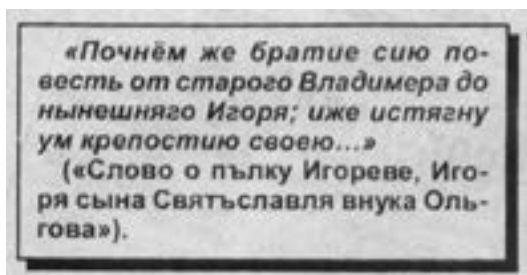 «Почнём же братие сию по-
весть от старого Владимера до
нынешняго Игоря; иже истягну
ум крепостию своею...»
(«Слово о пълку Игореве, Иго-
ря сына Святъславля внука Оль-
гова»).